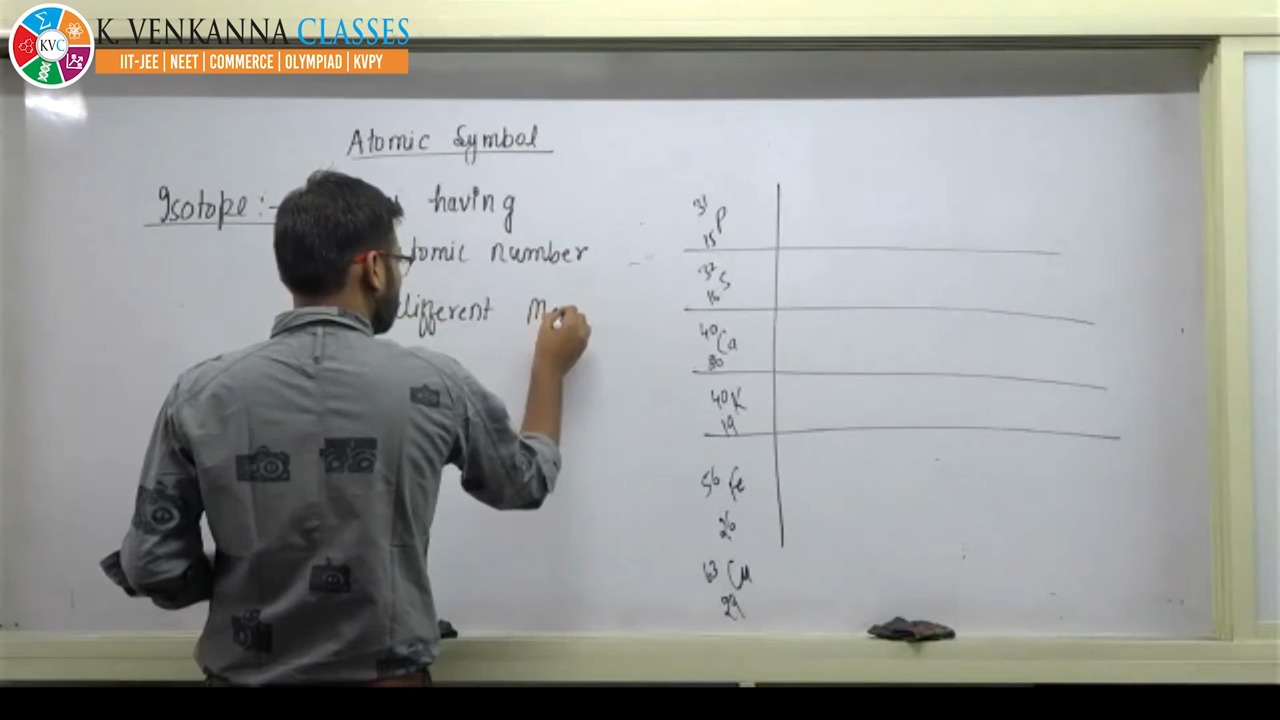 K. VENKANNA CLASSES
KVC
IIT-JEE | NEET | COMMERCE | OLYMPIAD | KVPY
Atomic Symbol
Isotope :- having
tomic number
different M
31 P
15
32 S
16
40 Ca
20
40 K
19
56 Fe
26
63 Cu
29